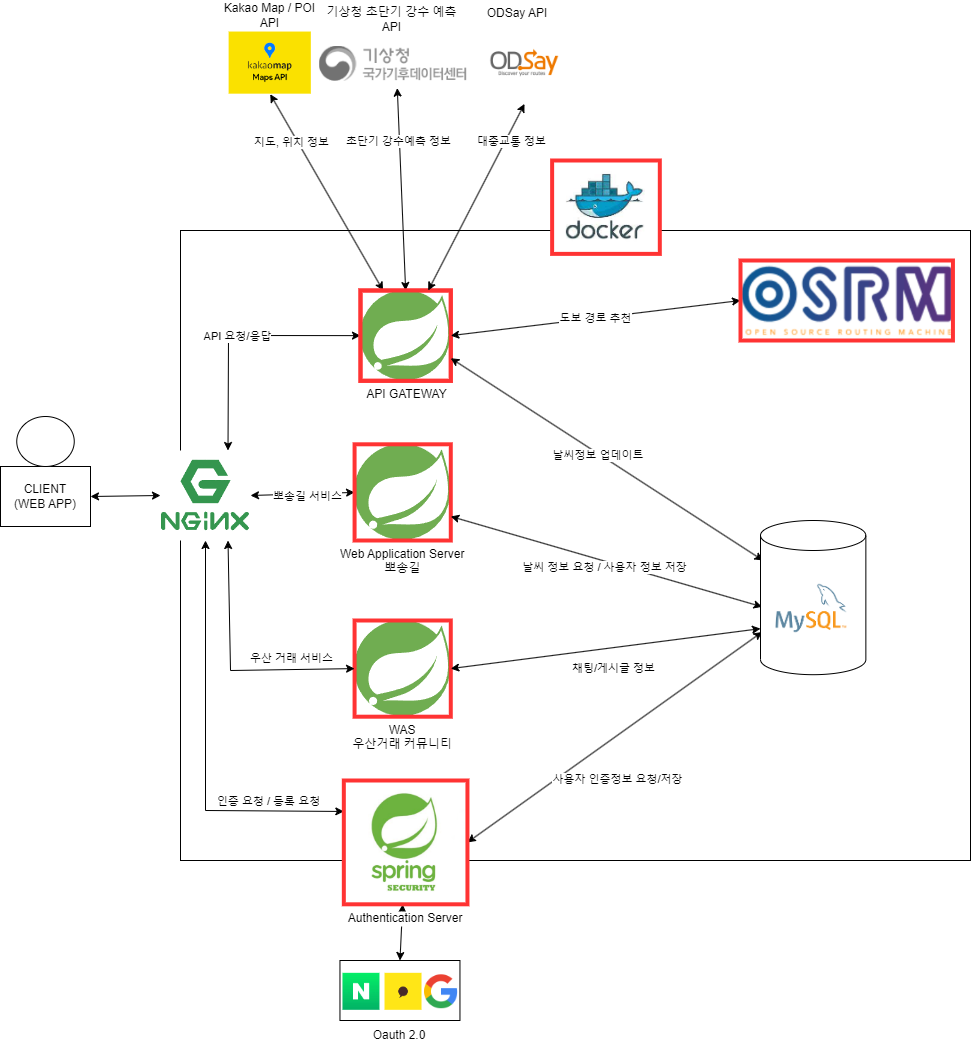 Kakao Map / POI
API
기상청 초단기 강수 예측
API
ODSay API
kakaomap
Maps API
기상청
국가기후데이터센터
ODSay
Discover your routes
지도, 위치 정보
초단기 강수예측 정보
대중교통 정보
docker
OSRM
OPEN SOURCE ROUTING MACHINE
도보 경로 추천
API 요청/응답
API GATEWAY
날씨정보 업데이트
CLIENT
(WEB APP)
NGINX
뽀송길 서비스
Web Application Server
뽀송길
날씨 정보 요청 / 사용자 정보 저장
MySQL
우산 거래 서비스
채팅/게시글 정보
WAS
우산거래 커뮤니티
사용자 인증정보 요청/저장
인증 요청 / 등록 요청
spring
SECURITY
Authentication Server
N
G
Oauth 2.0